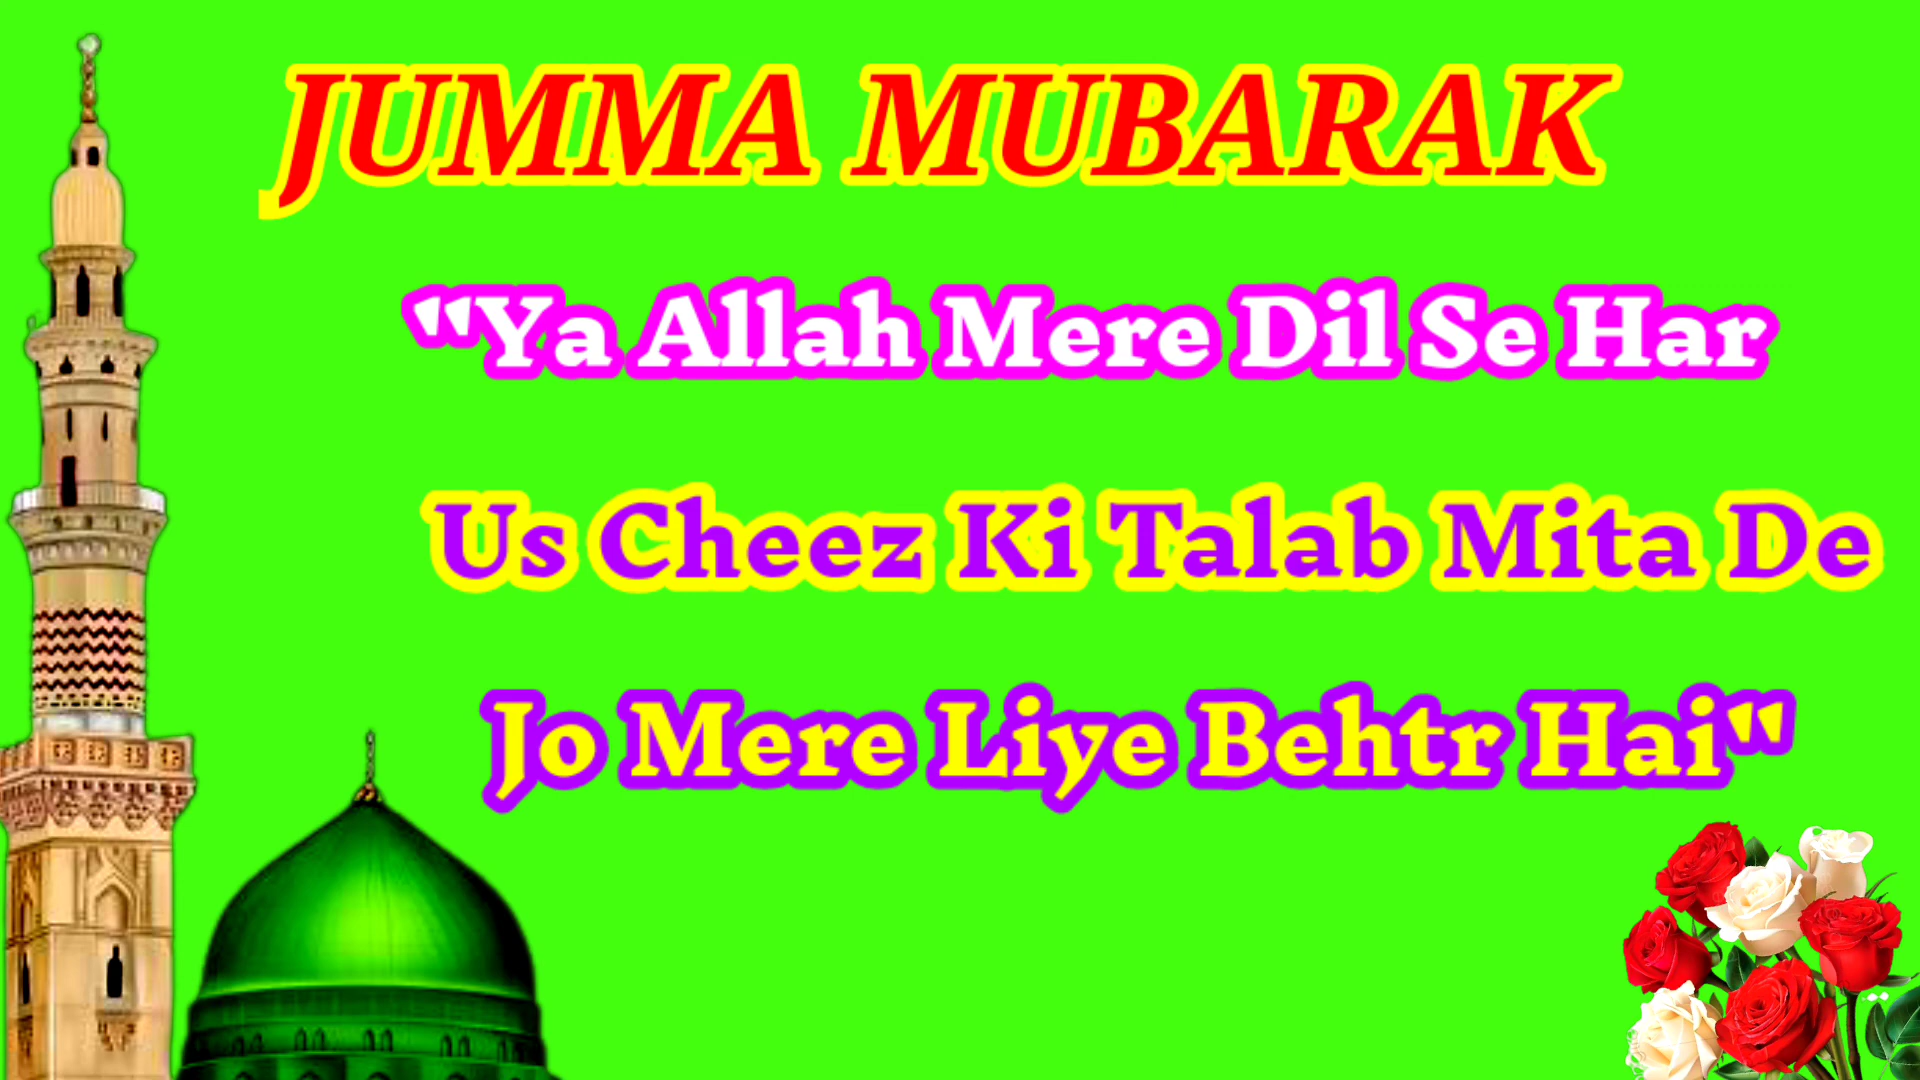 JUMMA MUBARAK
"Ya Allah Mere Dil Se Har
Us Cheez Ki Talab Mita De
Jo Mere Liye Behtr Hai"